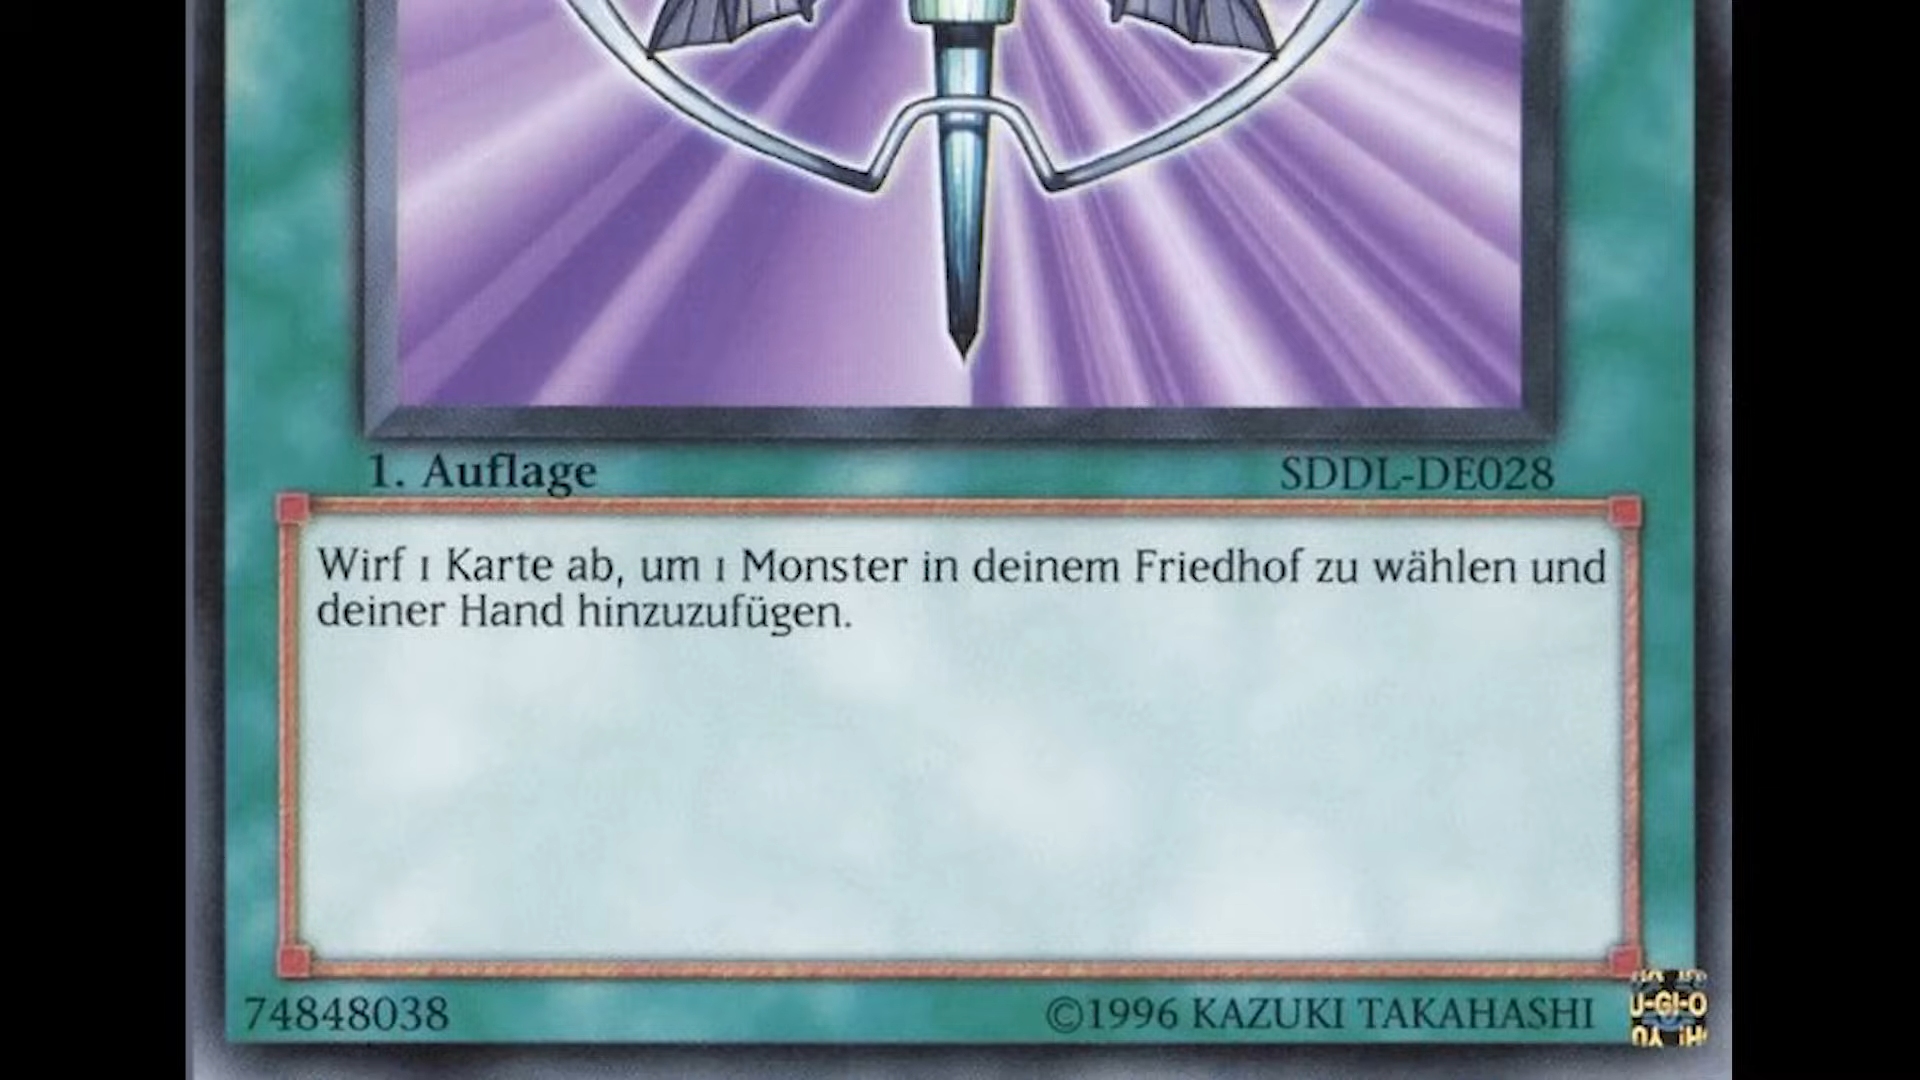 1. Auflage
SDDL-DE028
Wirf 1 Karte ab, um 1 Monster in deinem Friedhof zu wählen und
deiner Hand hinzuzufügen.
74848038
©1996 KAZUKI TAKAHASHI
U-GI-O